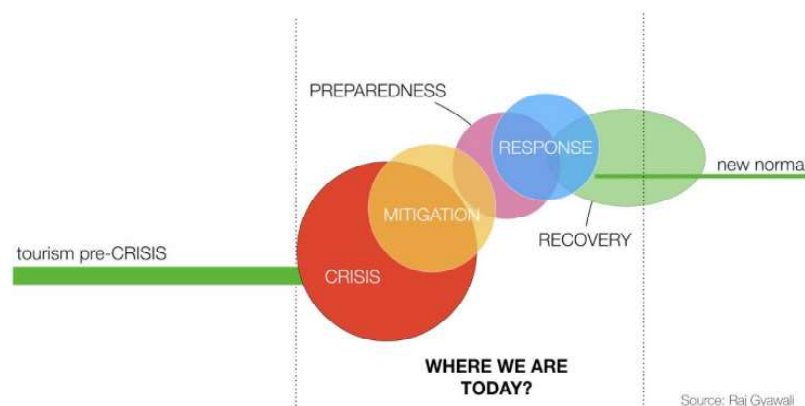 PREPAREDNESS
RESPONSE
new norma
MITIGATION
RECOVERY
tourism pre-CRISIS
CRISIS
WHERE WE ARE
TODAY?
Source: Raj Gyawali